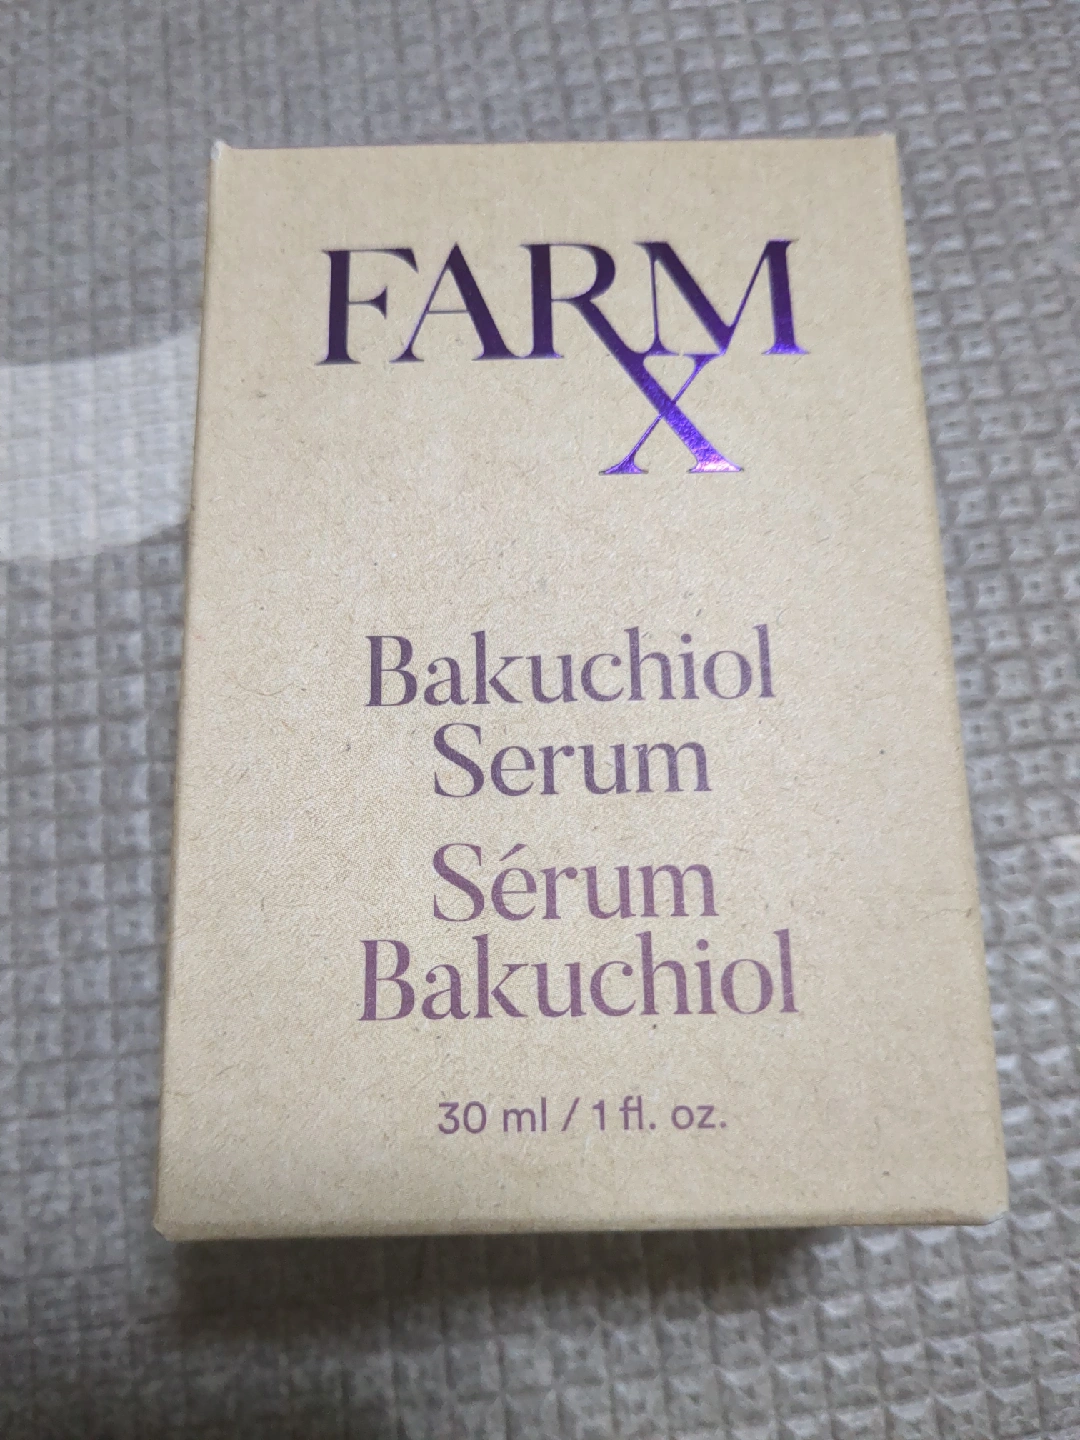 FARM
X
Bakuchiol
Serum
Sérum
Bakuchiol
30 ml / 1 fl. oz.